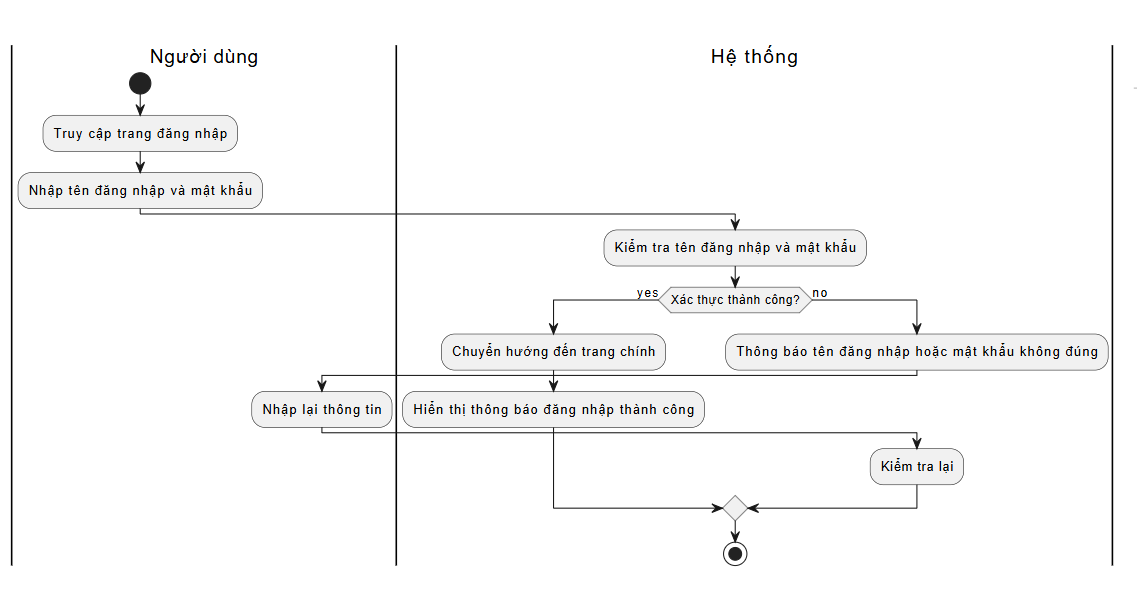 Người dùng
Hệ thống
Truy cập trang đăng nhập
Nhập tên đăng nhập và mật khẩu
Kiểm tra tên đăng nhập và mật khẩu
yes
Xác thực thành công?
no
Chuyển hướng đến trang chính
Thông báo tên đăng nhập hoặc mật khẩu không đúng
Nhập lại thông tin
Hiển thị thông báo đăng nhập thành công
Kiểm tra lại